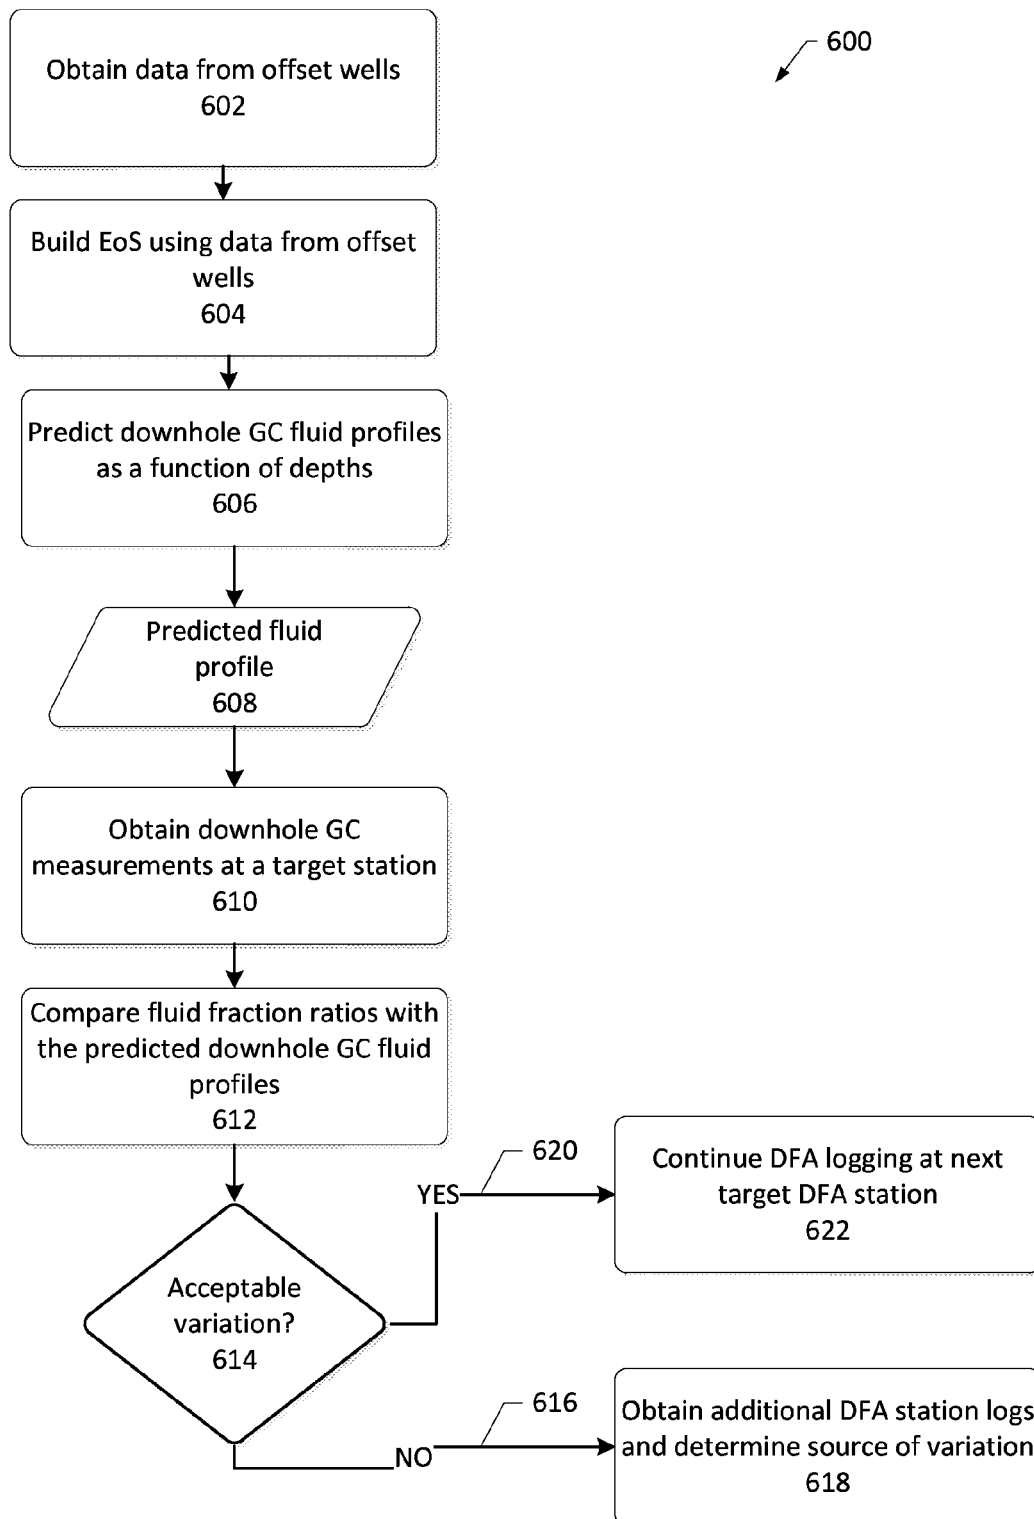 600
Obtain data from offset wells
602
Build EoS using data from offset
wells
604
Predict downhole GC fluid profiles
as a function of depths
606
Predicted fluid
profile
608
Obtain downhole GC
measurements at a target station
610
Compare fluid fraction ratios with
the predicted downhole GC fluid
profiles
612
Acceptable
variation?
614
YES
620
Continue DFA logging at next
target DFA station
622
NO
616
Obtain additional DFA station logs
and determine source of variation
618